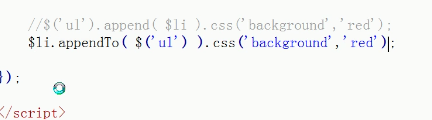 //$('ul').append( $li ).css('background','red');
$li.appendTo( $('ul') ).css('background','red');
});
</script>